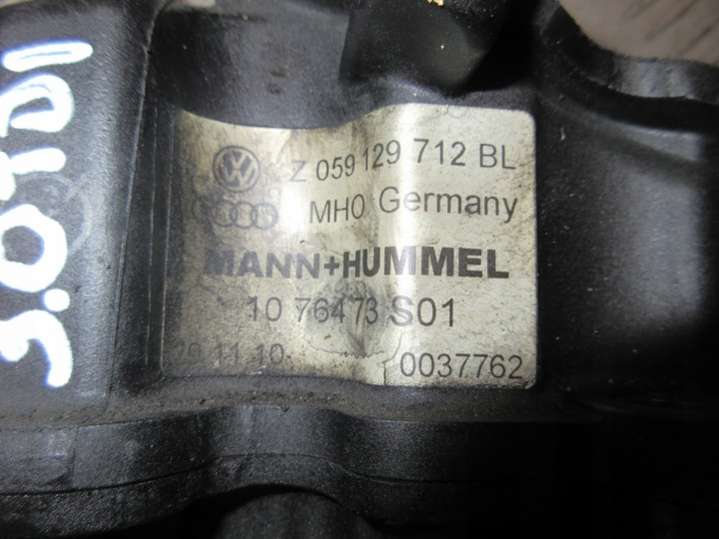 3.0TDI
Z 059 129 712 BL
MH0 Germany
MANN+HUMMEL
10 76473 S01
29.11.10 0037762